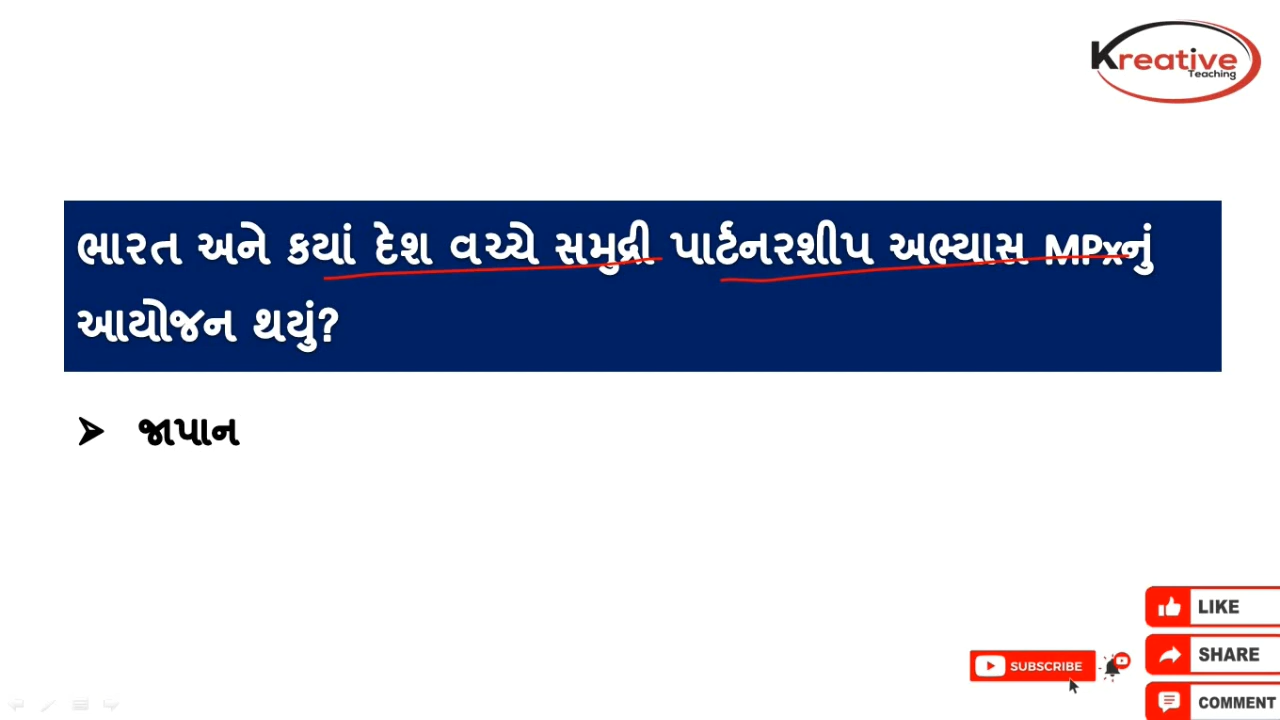 Kreative
Teaching
ભારત અને કયાં દેશ વચ્ચે સમુદ્રી પાર્ટનરશીપ અભ્યાસ MPxનું
આયોજન થયું?
➤ જાપાન
LIKE
SHARE
SUBSCRIBE
COMMENT